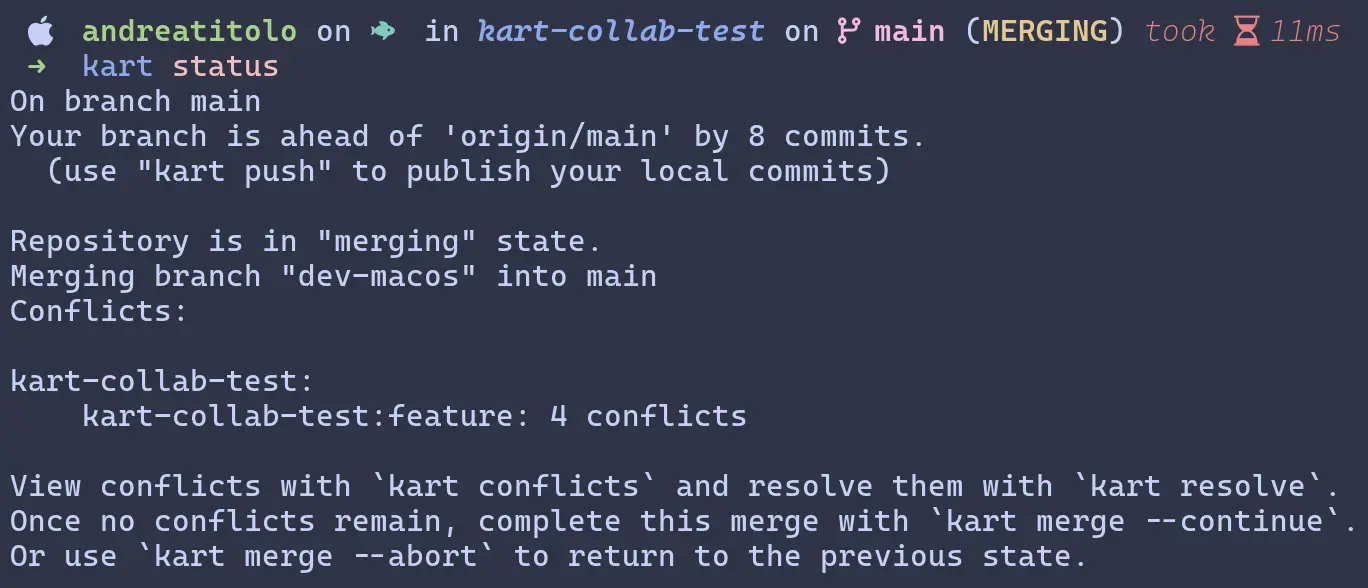 andreatitolo on in kart-collab-test on main (MERGING) took 11ms
→ kart status
On branch main
Your branch is ahead of 'origin/main' by 8 commits.
(use "kart push" to publish your local commits)
Repository is in "merging" state.
Merging branch "dev-macos" into main
Conflicts:
kart-collab-test:
kart-collab-test:feature: 4 conflicts
View conflicts with `kart conflicts` and resolve them with `kart resolve`.
Once no conflicts remain, complete this merge with `kart merge --continue`.
Or use `kart merge --abort` to return to the previous state.